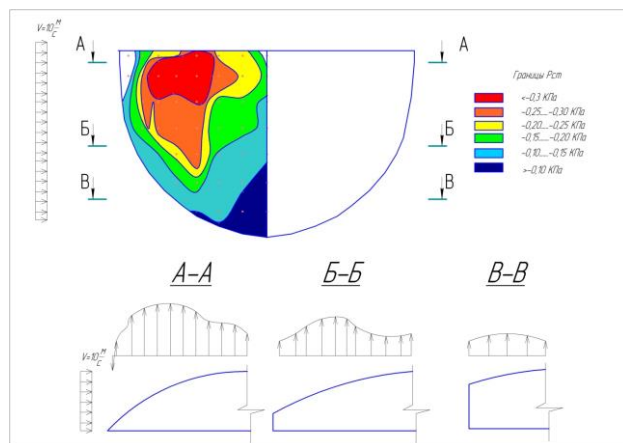 V=10 М/С
А
А
Б
Б
В
В
Границы Рст
<-0,3 КПа
-0,25...-0,30 КПа
-0,20...-0,25 КПа
-0,15...-0,20 КПа
-0,10...-0,15 КПа
>-0,10 КПа
А-А
Б-Б
В-В
V=10 М/С